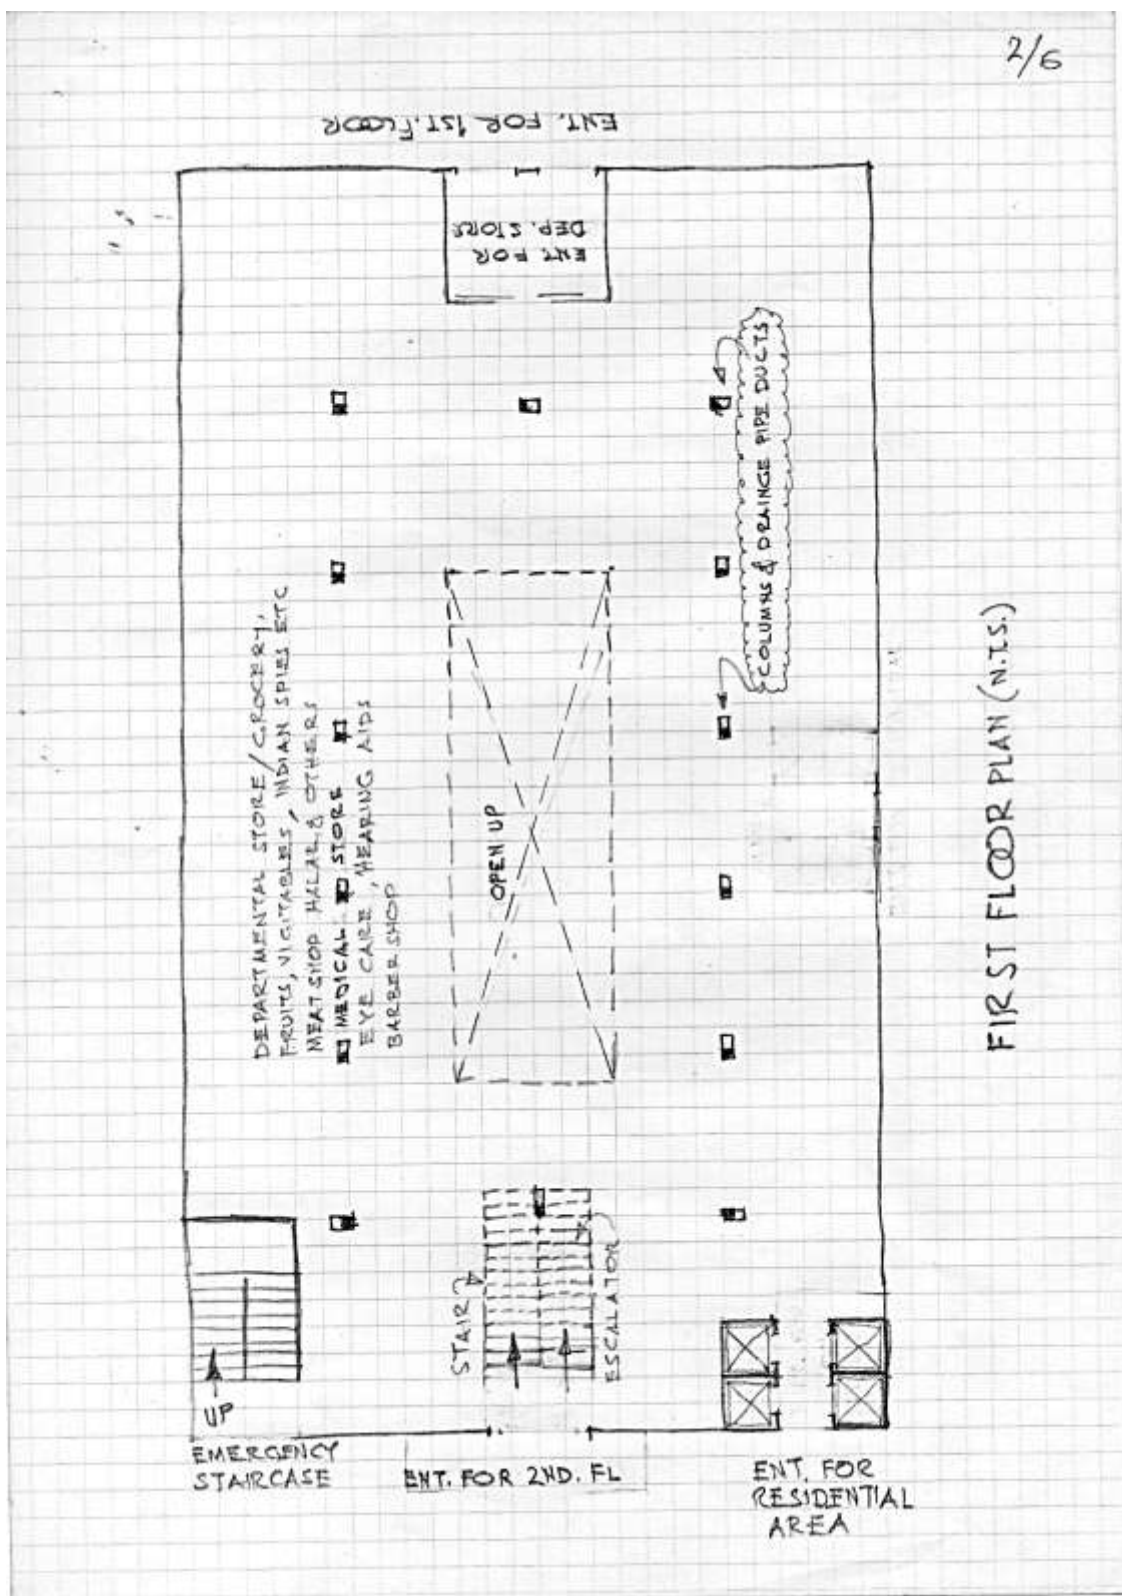 2/6
ENT. FOR 1ST. FLOOR
ENT FOR
DEP. STORE
COLUMNS & DRAINGE PIPE DUCTS
DEPARTMENTAL STORE/GROCERY,
FRUITS, VIGITABLES, INDIAN SPIES ETC
MEAT SHOP HALAR & OTHERS
MEDICAL STORE
EYE CARE, HEARING AIDS
BARBER SHOP
OPEN UP
FIRST FLOOR PLAN (N.T.S.)
STAIR
ESCALATOR
UP
EMERGENCY
STAIRCASE
ENT. FOR 2ND. FL
ENT. FOR
RESIDENTIAL
AREA